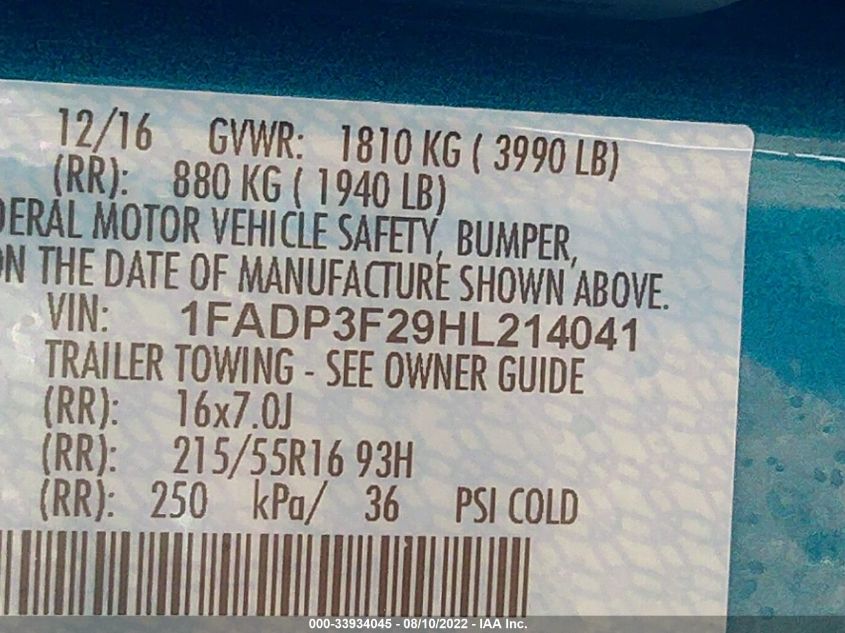 12/16 GVWR: 1810 KG ( 3990 LB)
(RR): 880 KG ( 1940 LB)
DERAL MOTOR VEHICLE SAFETY, BUMPER,
ON THE DATE OF MANUFACTURE SHOWN ABOVE.
VIN: 1FADP3F29HL214041
TRAILER TOWING - SEE OWNER GUIDE
(RR): 16x7.0J
(RR): 215/55R16 93H
(RR): 250 kPa/ 36 PSI COLD
000-33934045 - 08/10/2022 - IAA Inc.